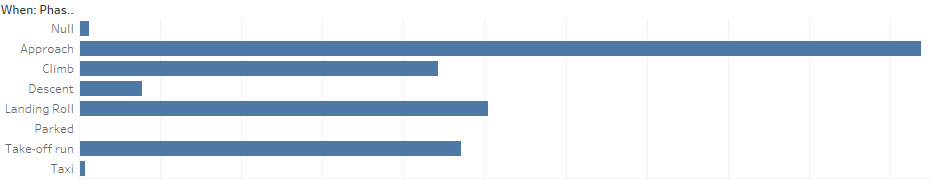 When: Phas..
Null
Approach
Climb
Descent
Landing Roll
Parked
Take-off run
Taxi